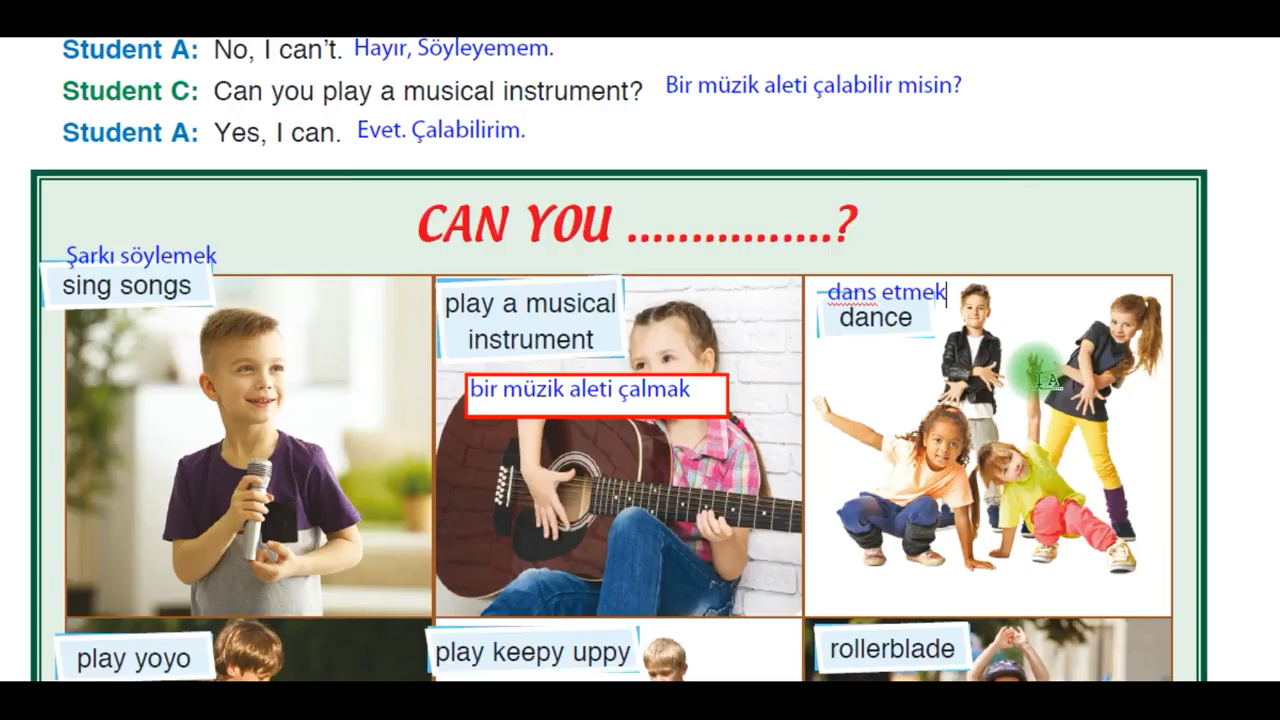 Student A: No, I can't. Hayır, Söyleyemem.
Student C: Can you play a musical instrument? Bir müzik aleti çalabilir misin?
Student A: Yes, I can. Evet. Çalabilirim.
CAN YOU ................?
Şarkı söylemek
sing songs
play a musical
instrument
bir müzik aleti çalmak
dans etmek
dance
play yoyo
play keepy uppy
rollerblade